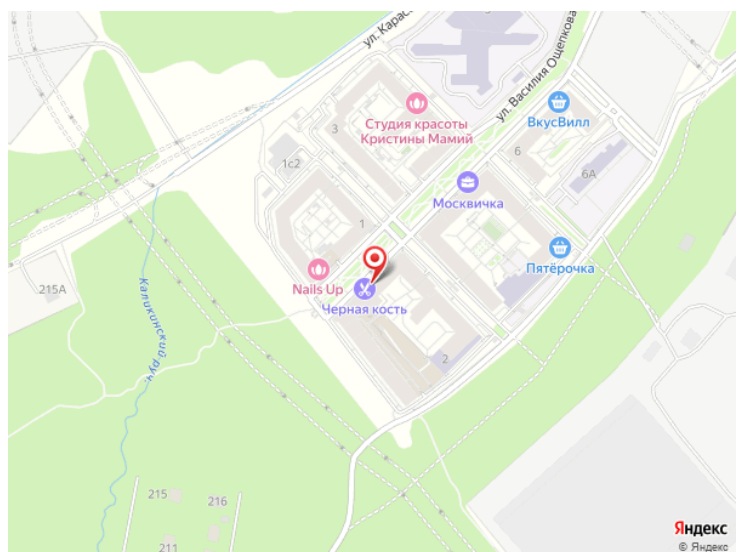 ул. Карас
ул. Василия Ощепкова
ВкусВилл
3
Студия красоты
Кристины Мамий
6
1с2
6А
Москвичка
1
Пятёрочка
Nails Up
215А
Черная кость
Каликинский руч.
2
215
216
211
Яндекс
© Яндекс